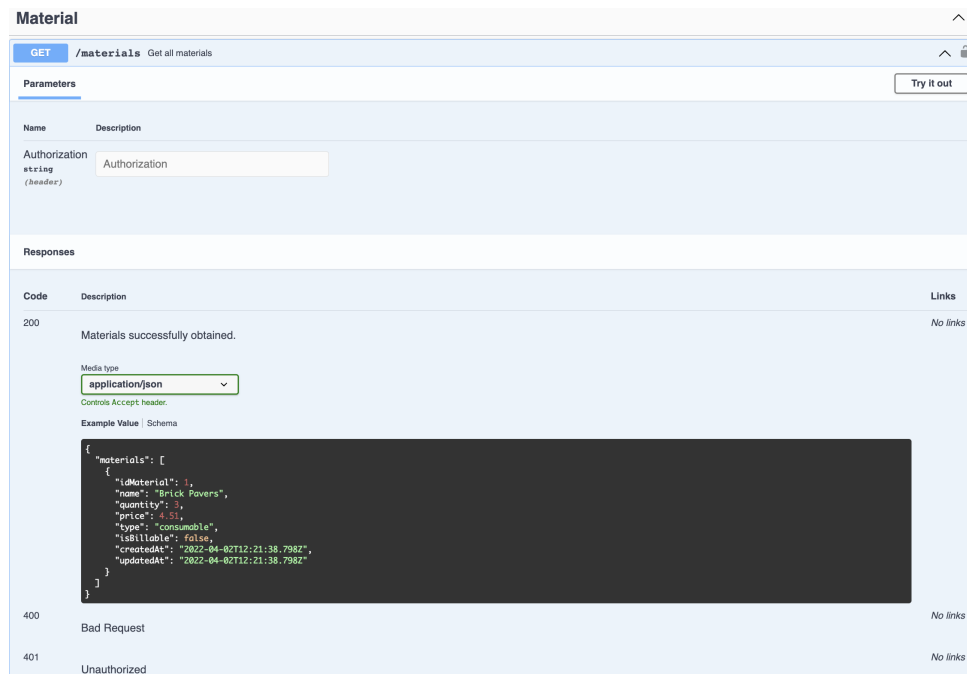 Material
GET /materials Get all materials
Parameters
Try it out
Name Description
Authorization
string
(header)
Authorization
Responses
Code Description Links
200 No links
Materials successfully obtained.
Media type
application/json
Controls Accept header.
Example Value Schema
{
"materials": [
{
"idMaterial": 1,
"name": "Brick Pavers",
"quantity": 3,
"price": 4.51,
"type": "consumable",
"isBillable": false,
"createdAt": "2022-04-02T12:21:38.798Z",
"updatedAt": "2022-04-02T12:21:38.798Z"
}
]
}
400 No links
Bad Request
401 No links
Unauthorized